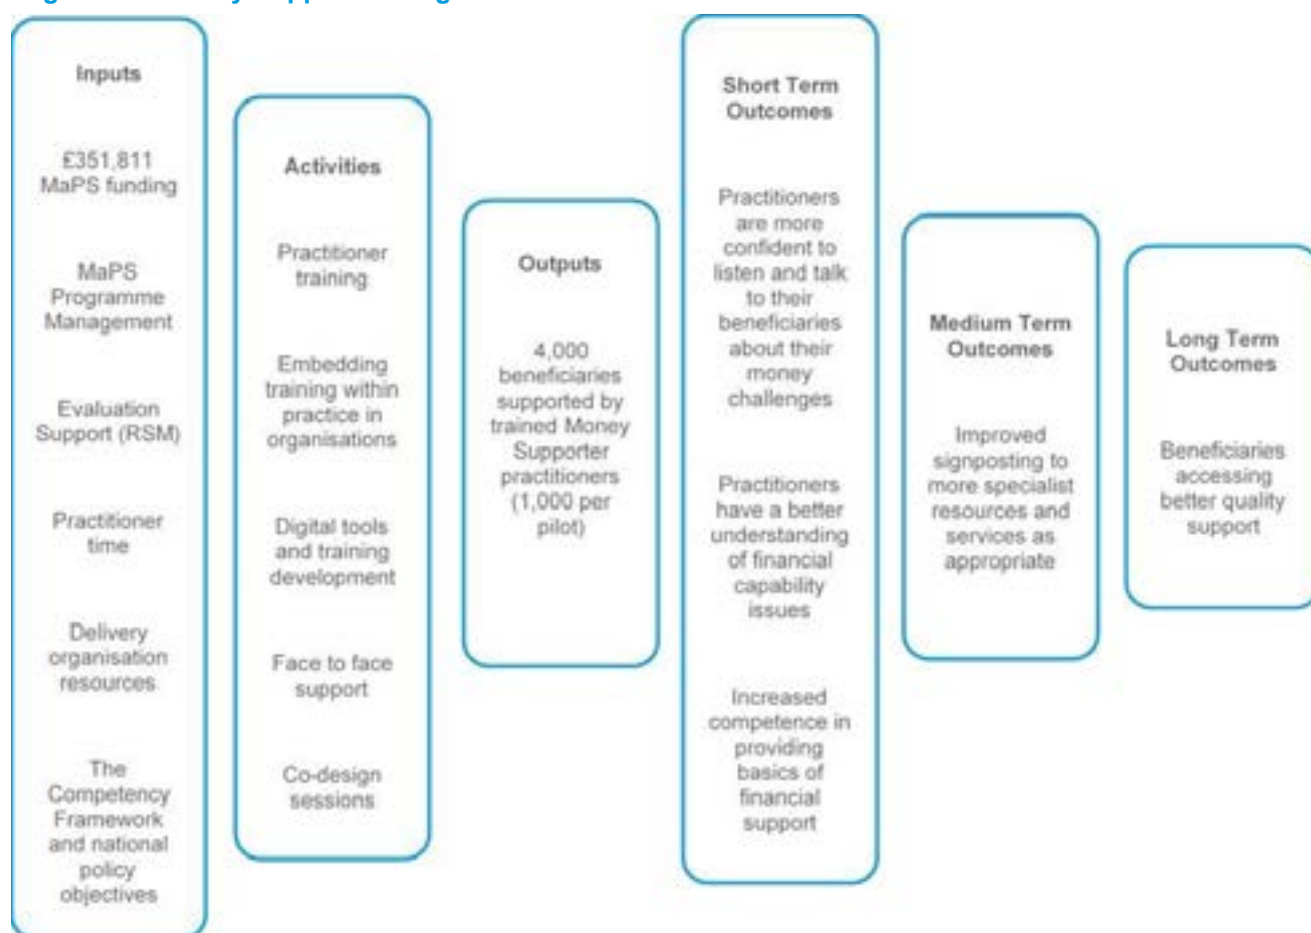 Inputs
£351,811
MaPS funding
MaPS
Programme
Management
Evaluation
Support (RSM)
Practitioner
time
Delivery
organisation
resources
The
Competency
Framework
and national
policy
objectives
Activities
Practitioner
training
Embedding
training within
practice in
organisations
Digital tools
and training
development
Face to face
support
Co-design
sessions
Outputs
4,000
beneficiaries
supported by
trained Money
Supporter
practitioners
(1,000 per
pilot)
Short Term
Outcomes
Practitioners
are more
confident to
listen and talk
to their
beneficiaries
about their
money
challenges
Practitioners
have a better
understanding
of financial
capability
issues
Increased
competence in
providing
basics of
financial
support
Medium Term
Outcomes
Improved
signposting to
more specialist
resources and
services as
appropriate
Long Term
Outcomes
Beneficiaries
accessing
better quality
support